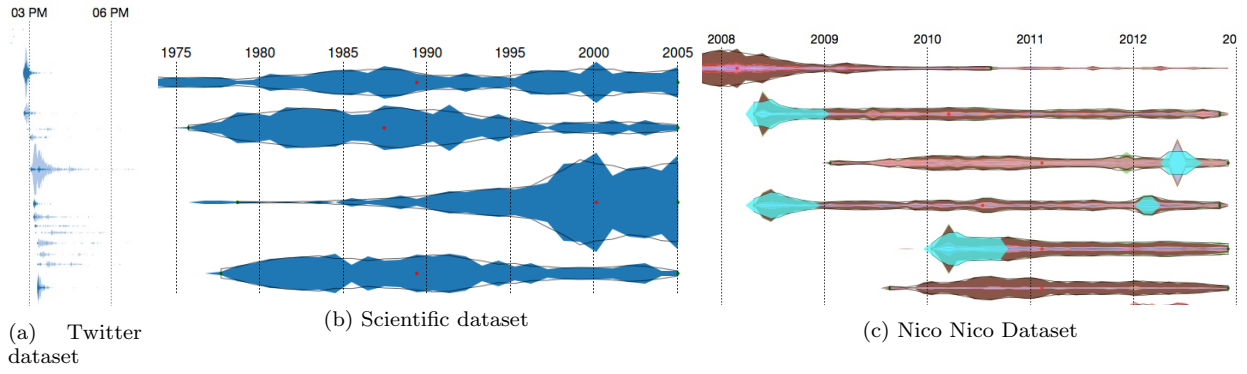 03 PM 06 PM
1975 1980 1985 1990 1995 2000 2005
2008 2009 2010 2011 2012 20
(a) Twitter
dataset
(b) Scientific dataset
(c) Nico Nico Dataset